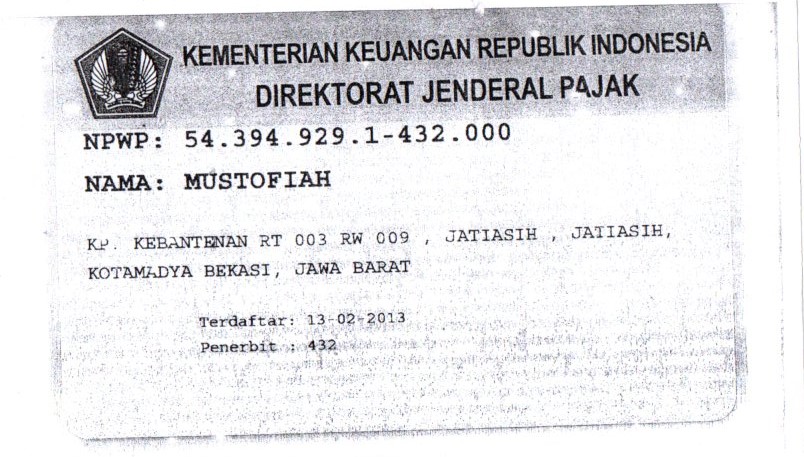 KEMENTERIAN KEUANGAN REPUBLIK INDONESIA
DIREKTORAT JENDERAL PAJAK
NPWP: 54.394.929.1-432.000
NAMA: MUSTOFIAH
KP. KEBANTENAN RT 003 RW 009 , JATIASIH , JATIASIH,
KOTAMADYA BEKASI, JAWA BARAT
Terdaftar: 13-02-2013
Penerbit : 432